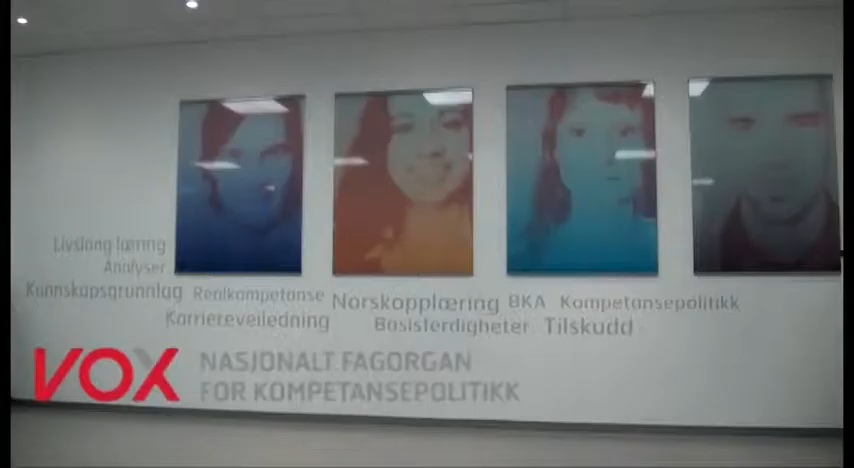 Livslang læring
Analyser
Kunnskapsgrunnlag Realkompetanse Norskopplæring BKA Kompetansepolitikk
Karriereveiledning Basisferdigheter Tilskudd
VOX NASJONALT FAGORGAN
FOR KOMPETANSEPOLITIKK